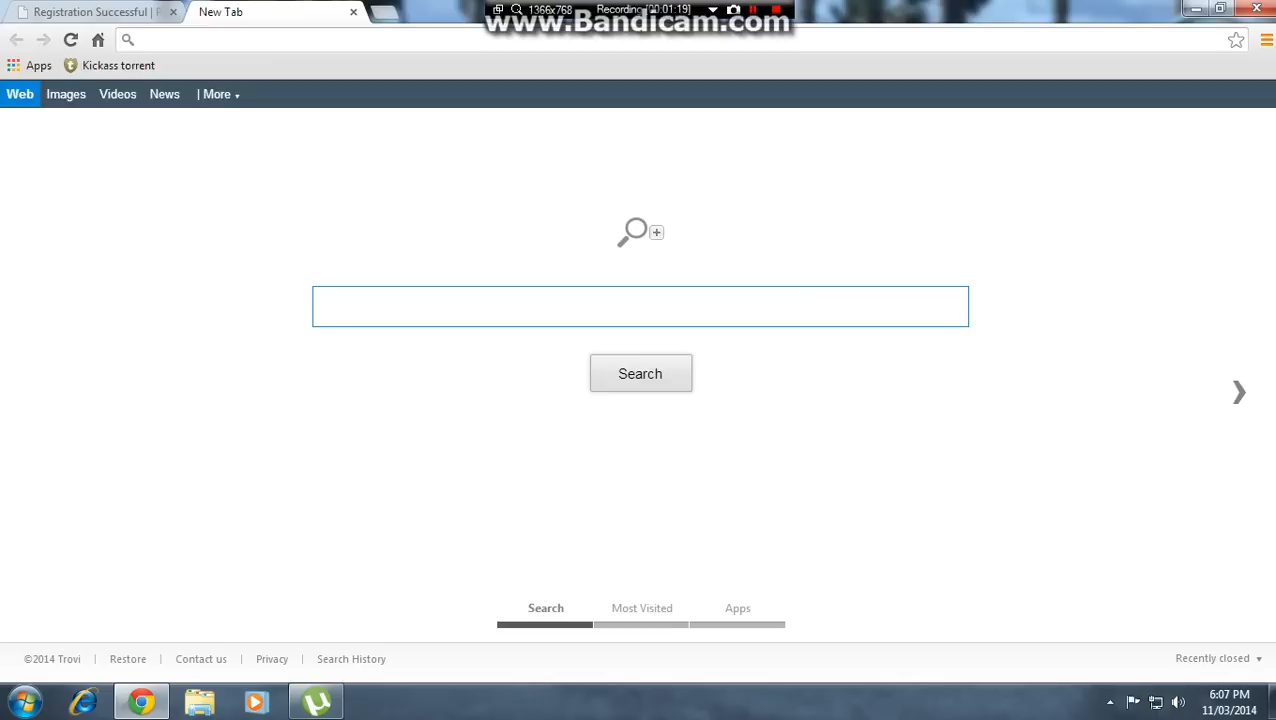 Registration Successful | F
New Tab
1366x768
Recording [00:01:19]
www.Bandicam.com
Apps
Kickass torrent
Web
Images
Videos
News
| More
Search
Search
Most Visited
Apps
©2014 Trovi
Restore
Contact us
Privacy
Search History
Recently closed
6:07 PM
11/03/2014